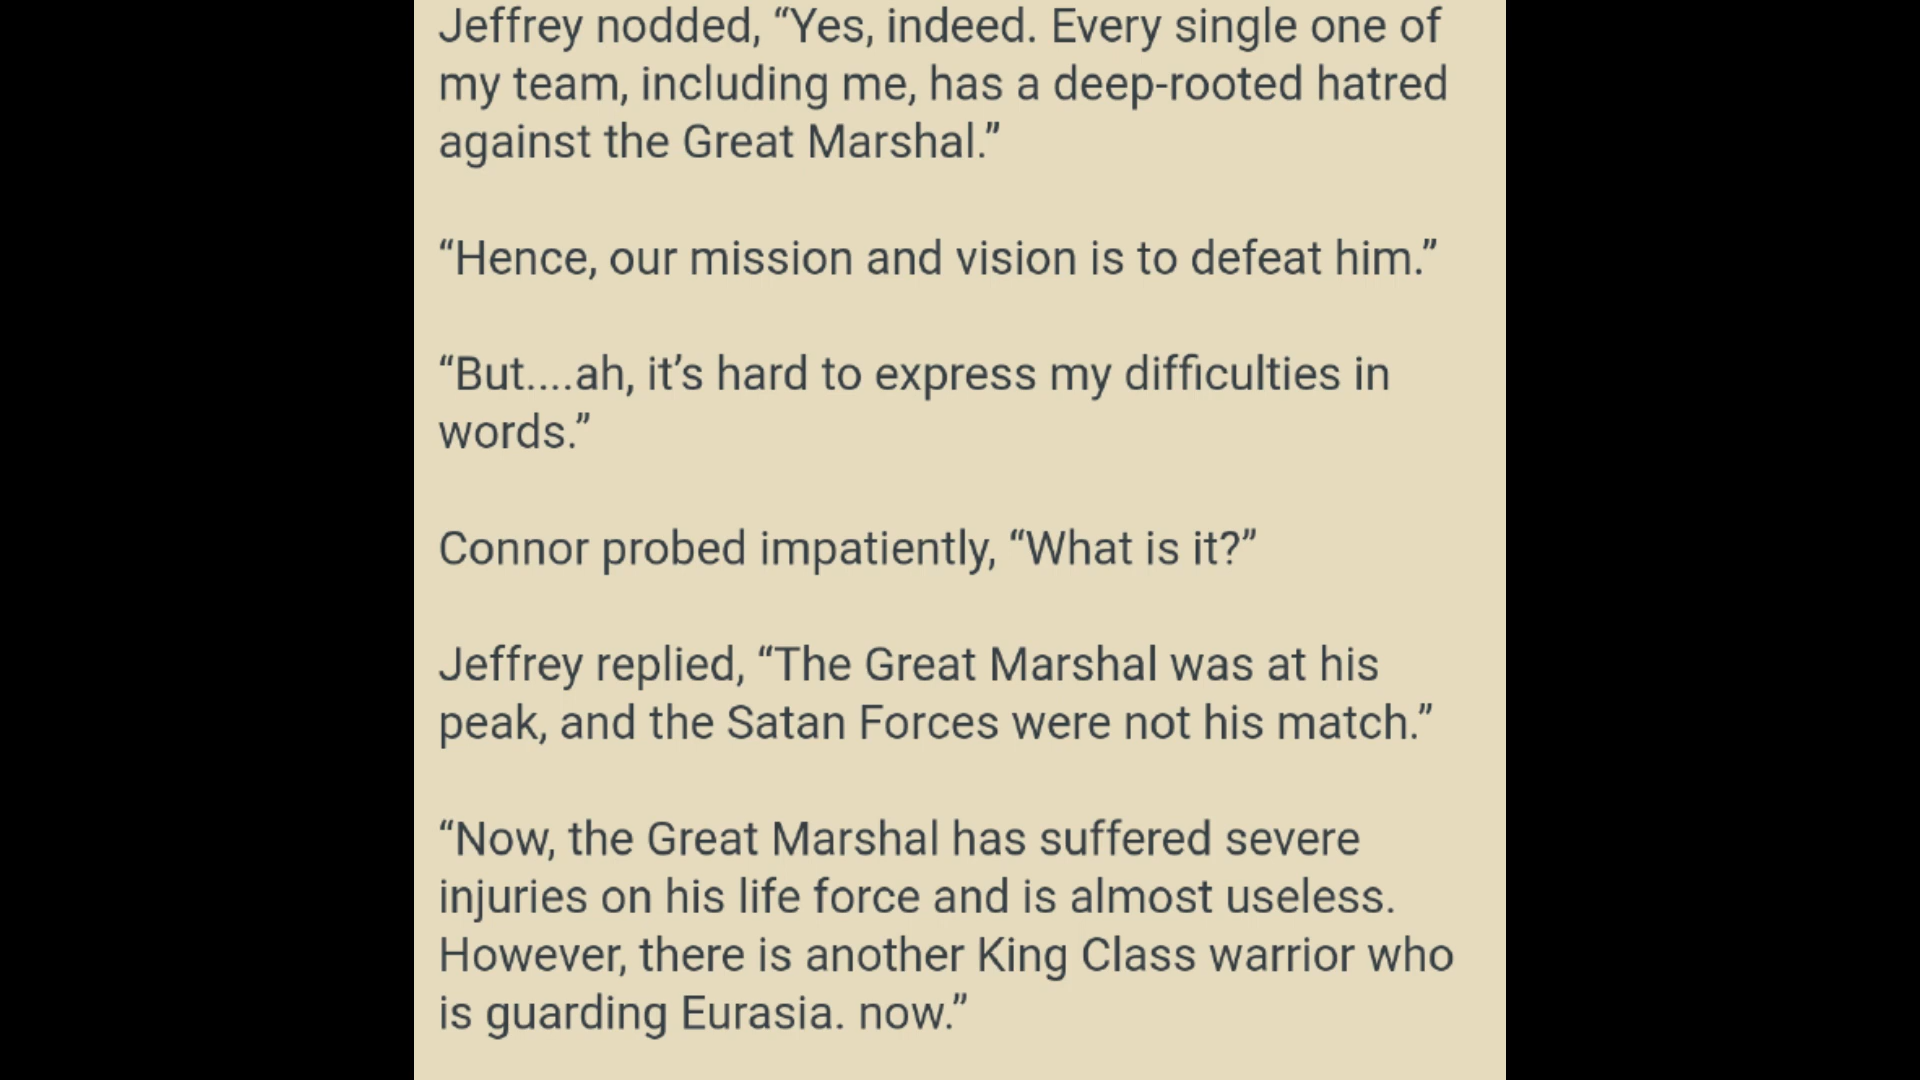 Jeffrey nodded, “Yes, indeed. Every single one of
my team, including me, has a deep-rooted hatred
against the Great Marshal.”
“Hence, our mission and vision is to defeat him.”
“But....ah, it’s hard to express my difficulties in
words.”
Connor probed impatiently, “What is it?”
Jeffrey replied, “The Great Marshal was at his
peak, and the Satan Forces were not his match.”
“Now, the Great Marshal has suffered severe
injuries on his life force and is almost useless.
However, there is another King Class warrior who
is guarding Eurasia. now.”